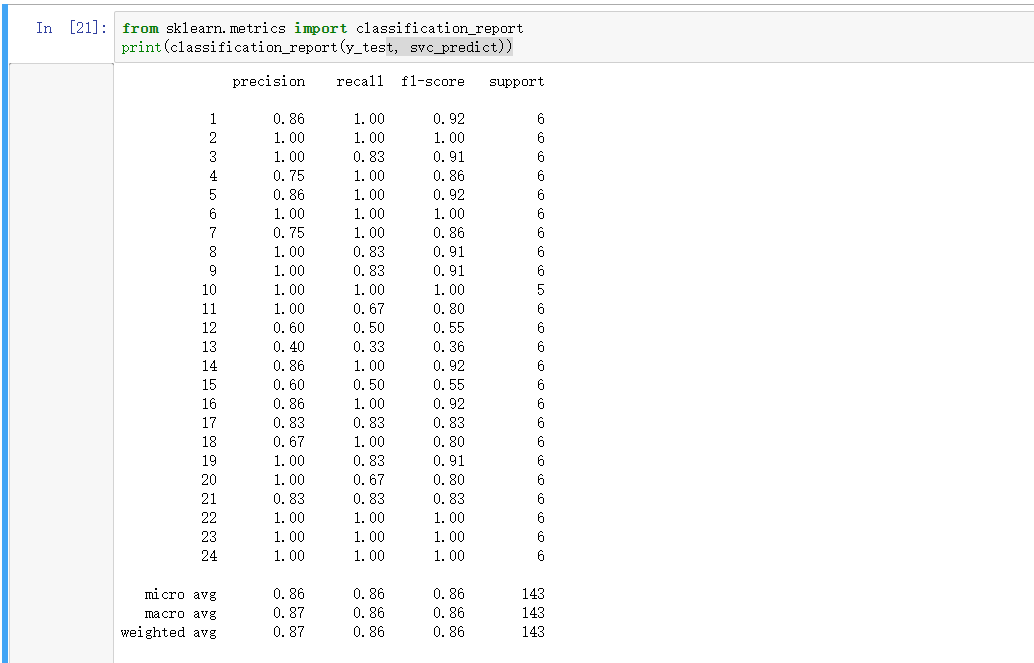 In [21]: from sklearn.metrics import classification_report
print(classification_report(y_test, svc_predict))
precision recall f1-score support
1 0.86 1.00 0.92 6
2 1.00 1.00 1.00 6
3 1.00 0.83 0.91 6
4 0.75 1.00 0.86 6
5 0.86 1.00 0.92 6
6 1.00 1.00 1.00 6
7 0.75 1.00 0.86 6
8 1.00 0.83 0.91 6
9 1.00 0.83 0.91 6
10 1.00 1.00 1.00 5
11 1.00 0.67 0.80 6
12 0.60 0.50 0.55 6
13 0.40 0.33 0.36 6
14 0.86 1.00 0.92 6
15 0.60 0.50 0.55 6
16 0.86 1.00 0.92 6
17 0.83 0.83 0.83 6
18 0.67 1.00 0.80 6
19 1.00 0.83 0.91 6
20 1.00 0.67 0.80 6
21 0.83 0.83 0.83 6
22 1.00 1.00 1.00 6
23 1.00 1.00 1.00 6
24 1.00 1.00 1.00 6
micro avg 0.86 0.86 0.86 143
macro avg 0.87 0.86 0.86 143
weighted avg 0.87 0.86 0.86 143